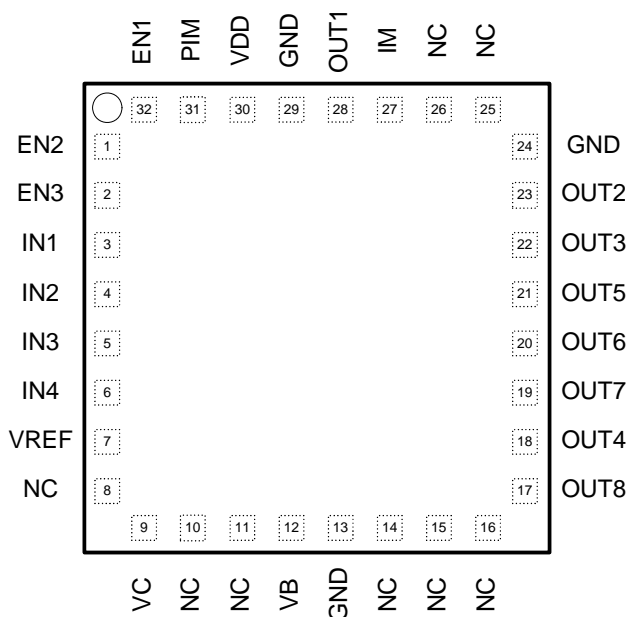 EN1 PIM VDD GND OUT1 IM NC NC
32 31 30 29 28 27 26 25
EN2 1 24 GND
EN3 2 23 OUT2
IN1 3 22 OUT3
IN2 4 21 OUT5
IN3 5 20 OUT6
IN4 6 19 OUT7
VREF 7 18 OUT4
NC 8 17 OUT8
9 10 11 12 13 14 15 16
VC NC NC VB GND NC NC NC